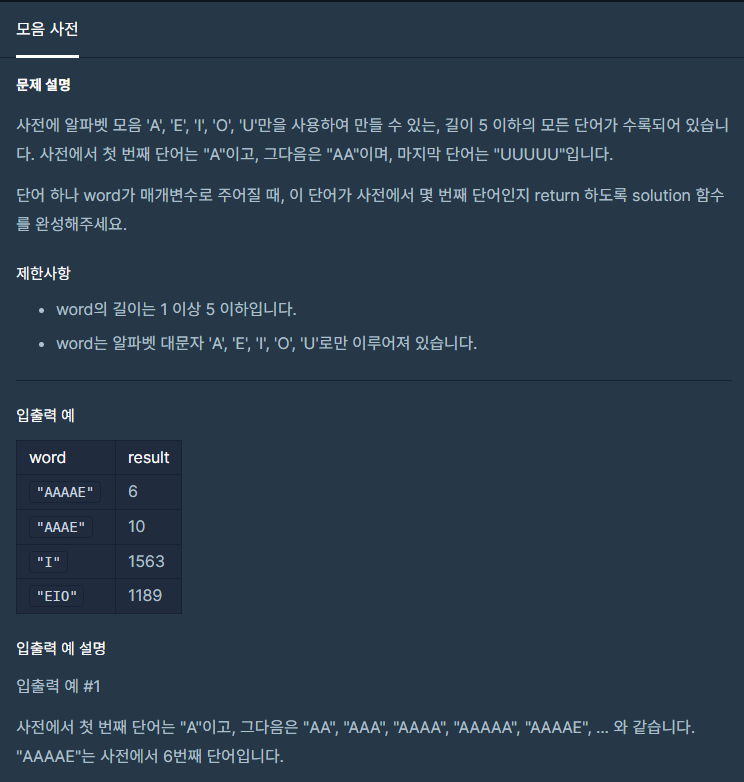 모음 사전
문제 설명
사전에 알파벳 모음 'A', 'E', 'I', 'O', 'U'만을 사용하여 만들 수 있는, 길이 5 이하의 모든 단어가 수록되어 있습니
다. 사전에서 첫 번째 단어는 "A"이고, 그다음은 "AA"이며, 마지막 단어는 "UUUUU"입니다.
단어 하나 word가 매개변수로 주어질 때, 이 단어가 사전에서 몇 번째 단어인지 return 하도록 solution 함수
를 완성해주세요.
제한사항
• word의 길이는 1 이상 5 이하입니다.
• word는 알파벳 대문자 'A', 'E', 'I', 'O', 'U'로만 이루어져 있습니다.
입출력 예
word result
"AAAAE" 6
"AAAE" 10
"I" 1563
"EIO" 1189
입출력 예 설명
입출력 예 #1
사전에서 첫 번째 단어는 "A"이고, 그다음은 "AA", "AAA", "AAAA", "AAAAA", "AAAAE", ... 와 같습니다.
"AAAAE"는 사전에서 6번째 단어입니다.